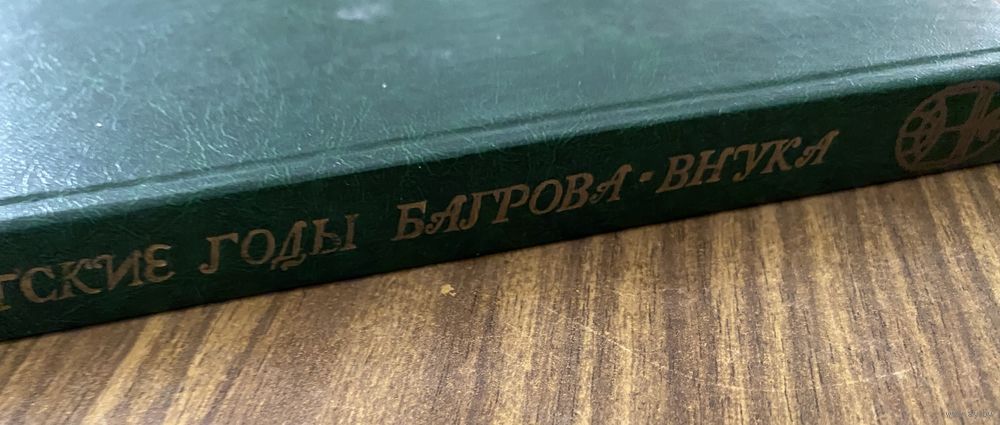 ТСКИЕ ГОДЫ БАГРОВА-ВНУКА